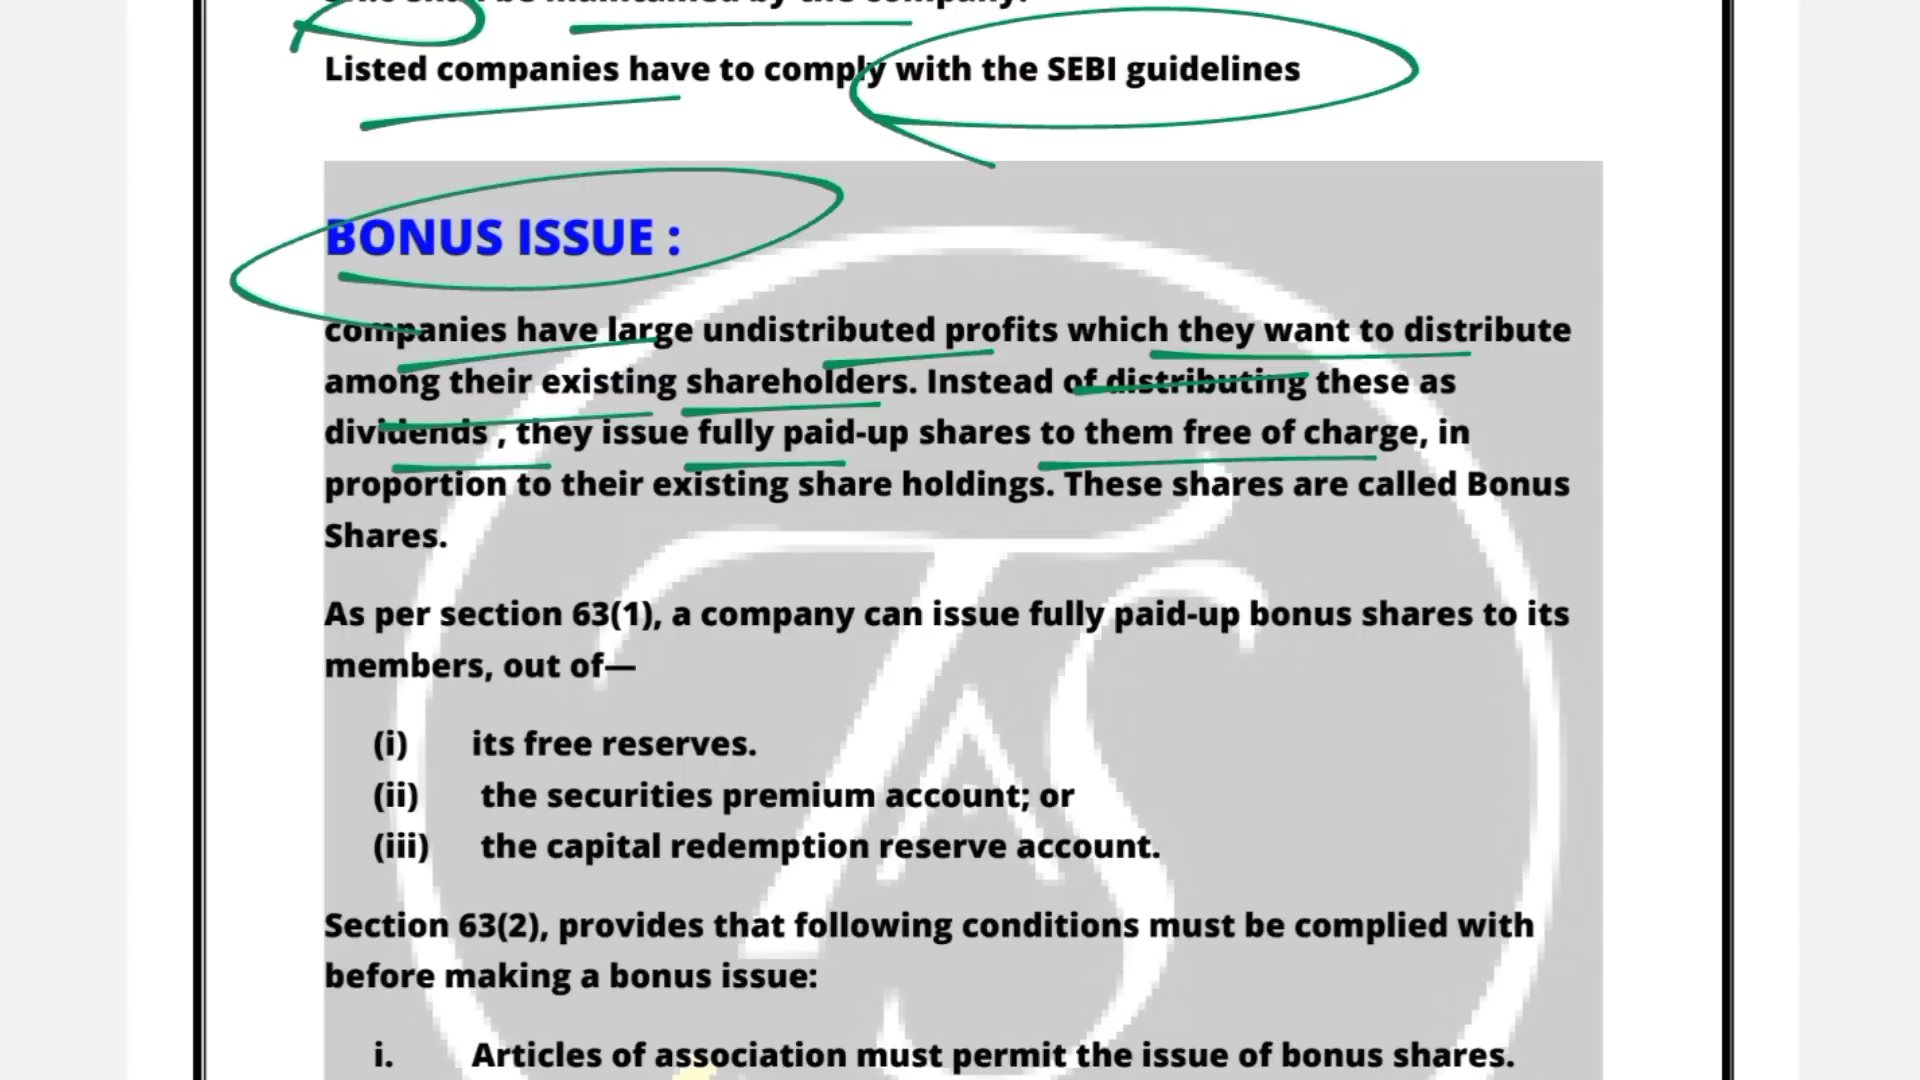 be maintained by the company.
Listed companies have to comply with the SEBI guidelines
BONUS ISSUE :
companies have large undistributed profits which they want to distribute
among their existing shareholders. Instead of distributing these as
dividends , they issue fully paid-up shares to them free of charge, in
proportion to their existing share holdings. These shares are called Bonus
Shares.
As per section 63(1), a company can issue fully paid-up bonus shares to its
members, out of—
(i) its free reserves.
(ii) the securities premium account; or
(iii) the capital redemption reserve account.
Section 63(2), provides that following conditions must be complied with
before making a bonus issue:
i. Articles of association must permit the issue of bonus shares.